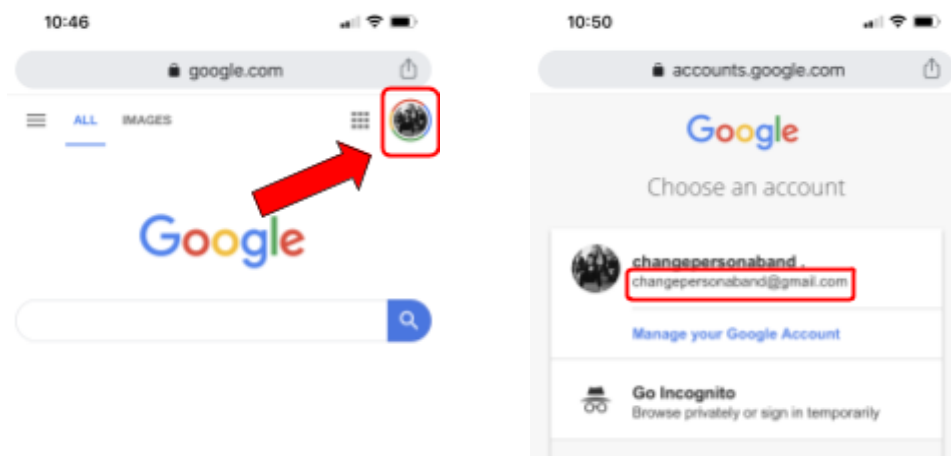 10:46
google.com
ALL IMAGES
Google
10:50
accounts.google.com
Google
Choose an account
changepersonaband .
changepersonaband@gmail.com
Manage your Google Account
Go Incognito
Browse privately or sign in temporarily